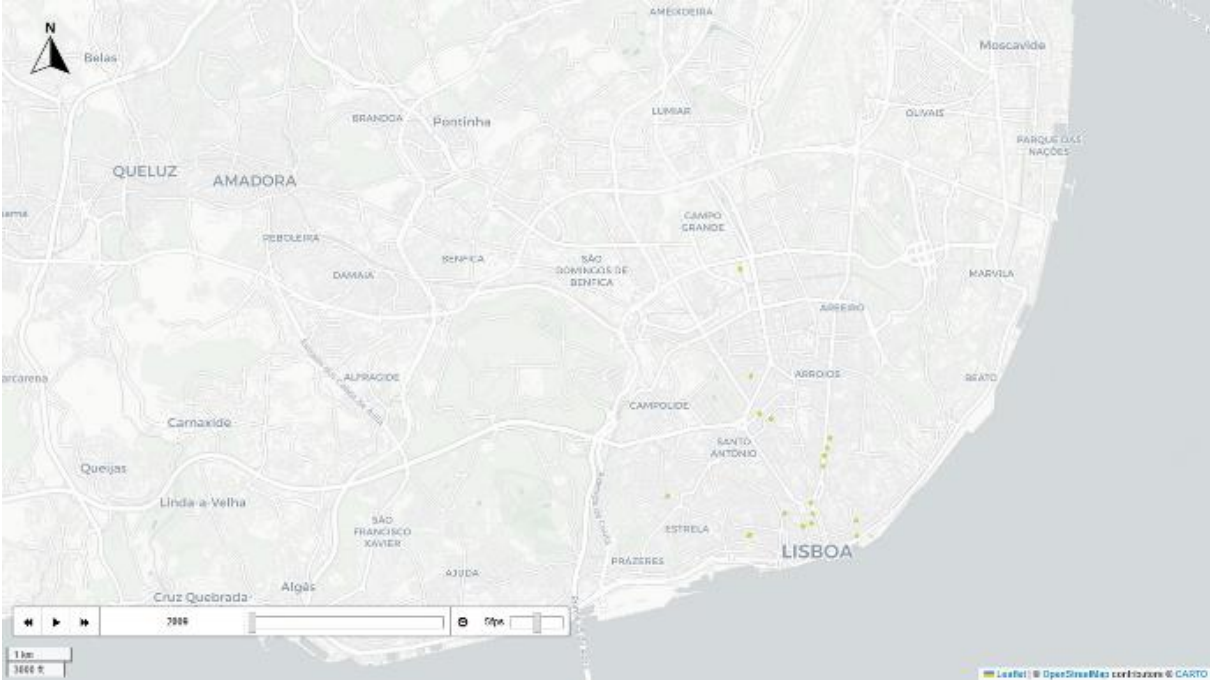 N
AMEIXOEIRA
Belas
Moscavide
BRANDOA
Pontinha
LUMIAR
OLIVAIS
PARQUE DAS
NAÇÕES
QUELUZ
AMADORA
CAMPO
GRANDE
REBOLEIRA
BENFICA
SÃO
DOMINGOS DE
BENFICA
DAMAIA
MARVILA
AREEIRO
ALFRAGIDE
ARROIOS
BEATO
arcarena
CAMPOLIDE
Carnaxide
SANTO
ANTÓNIO
Queijas
Linda-a-Velha
SÃO
FRANCISCO
XAVIER
ESTRELA
LISBOA
PRAZERES
AJUDA
Algés
Cruz Quebrada
2009
5fps
1 km
3000 ft
Leaflet | © OpenStreetMap contributors © CARTO